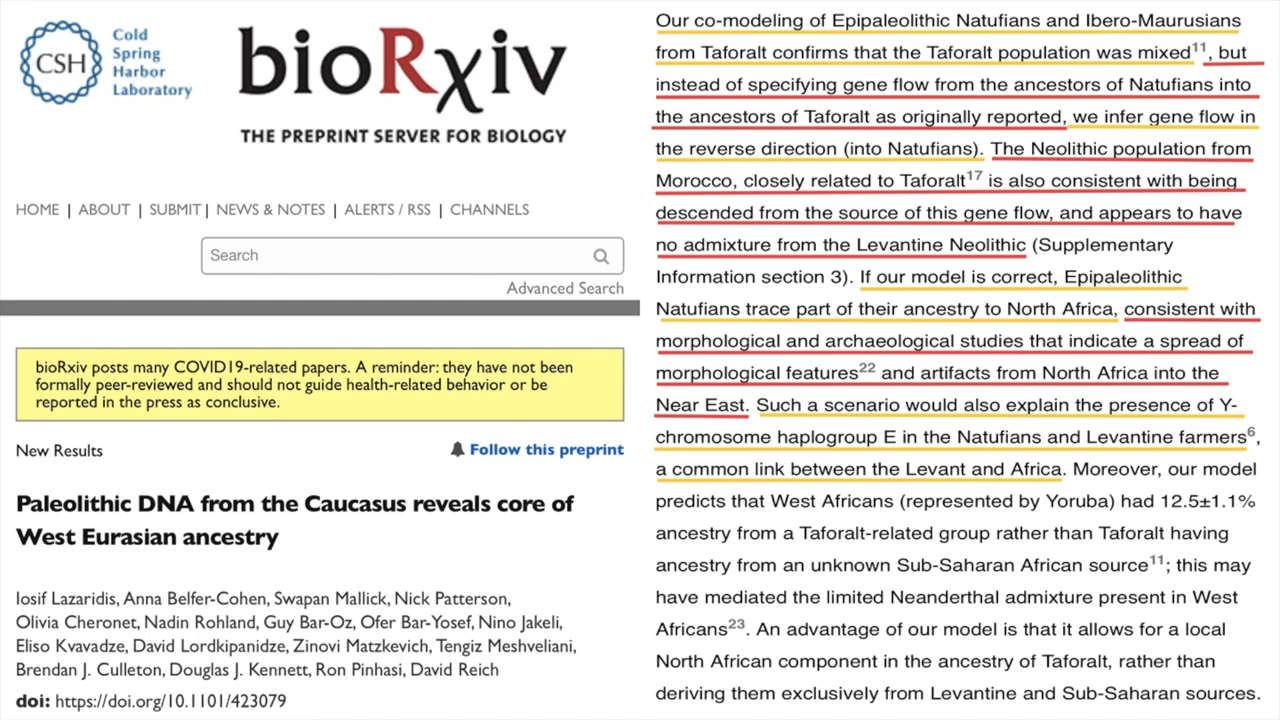 CSH
Cold
Spring
Harbor
Laboratory
bioRxiv
THE PREPRINT SERVER FOR BIOLOGY
HOME | ABOUT | SUBMIT | NEWS & NOTES | ALERTS / RSS | CHANNELS
Search
Advanced Search
bioRxiv posts many COVID19-related papers. A reminder: they have not been
formally peer-reviewed and should not guide health-related behavior or be
reported in the press as conclusive.
New Results
Follow this preprint
Paleolithic DNA from the Caucasus reveals core of
West Eurasian ancestry
Iosif Lazaridis, Anna Belfer-Cohen, Swapan Mallick, Nick Patterson,
Olivia Cheronet, Nadin Rohland, Guy Bar-Oz, Ofer Bar-Yosef, Nino Jakeli,
Eliso Kvavadze, David Lordkipanidze, Zinovi Matzkevich, Tengiz Meshveliani,
Brendan J. Culleton, Douglas J. Kennett, Ron Pinhasi, David Reich
doi: https://doi.org/10.1101/423079
Our co-modeling of Epipaleolithic Natufians and Ibero-Maurusians
from Taforalt confirms that the Taforalt population was mixed11, but
instead of specifying gene flow from the ancestors of Natufians into
the ancestors of Taforalt as originally reported, we infer gene flow in
the reverse direction (into Natufians). The Neolithic population from
Morocco, closely related to Taforalt17 is also consistent with being
descended from the source of this gene flow, and appears to have
no admixture from the Levantine Neolithic (Supplementary
Information section 3). If our model is correct, Epipaleolithic
Natufians trace part of their ancestry to North Africa, consistent with
morphological and archaeological studies that indicate a spread of
morphological features22 and artifacts from North Africa into the
Near East. Such a scenario would also explain the presence of Y-
chromosome haplogroup E in the Natufians and Levantine farmers6,
a common link between the Levant and Africa. Moreover, our model
predicts that West Africans (represented by Yoruba) had 12.5±1.1%
ancestry from a Taforalt-related group rather than Taforalt having
ancestry from an unknown Sub-Saharan African source11; this may
have mediated the limited Neanderthal admixture present in West
Africans23. An advantage of our model is that it allows for a local
North African component in the ancestry of Taforalt, rather than
deriving them exclusively from Levantine and Sub-Saharan sources.